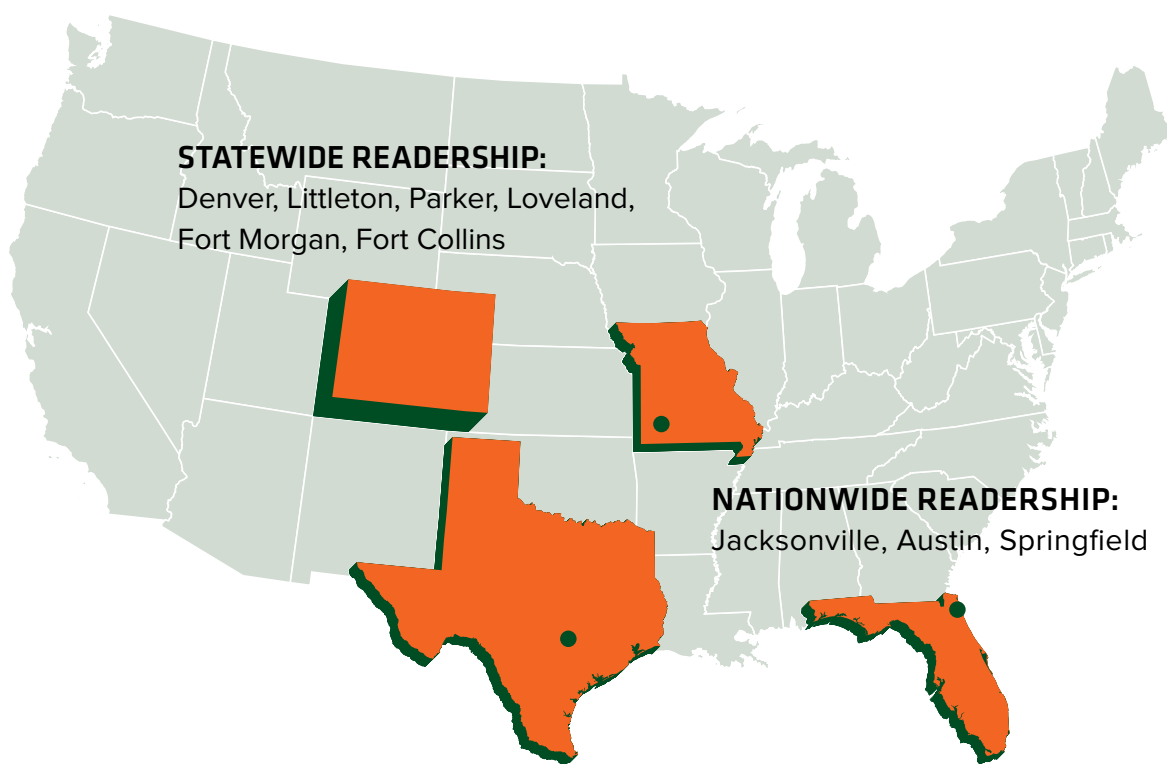 STATEWIDE READERSHIP:
Denver, Littleton, Parker, Loveland,
Fort Morgan, Fort Collins
NATIONWIDE READERSHIP:
Jacksonville, Austin, Springfield